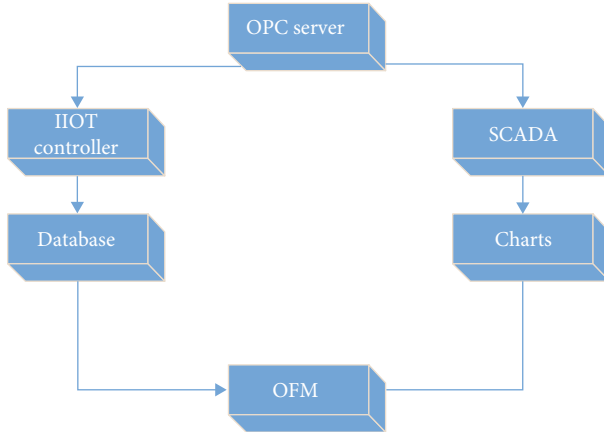 OPC server
IIOT
controller
SCADA
Database
Charts
OFM